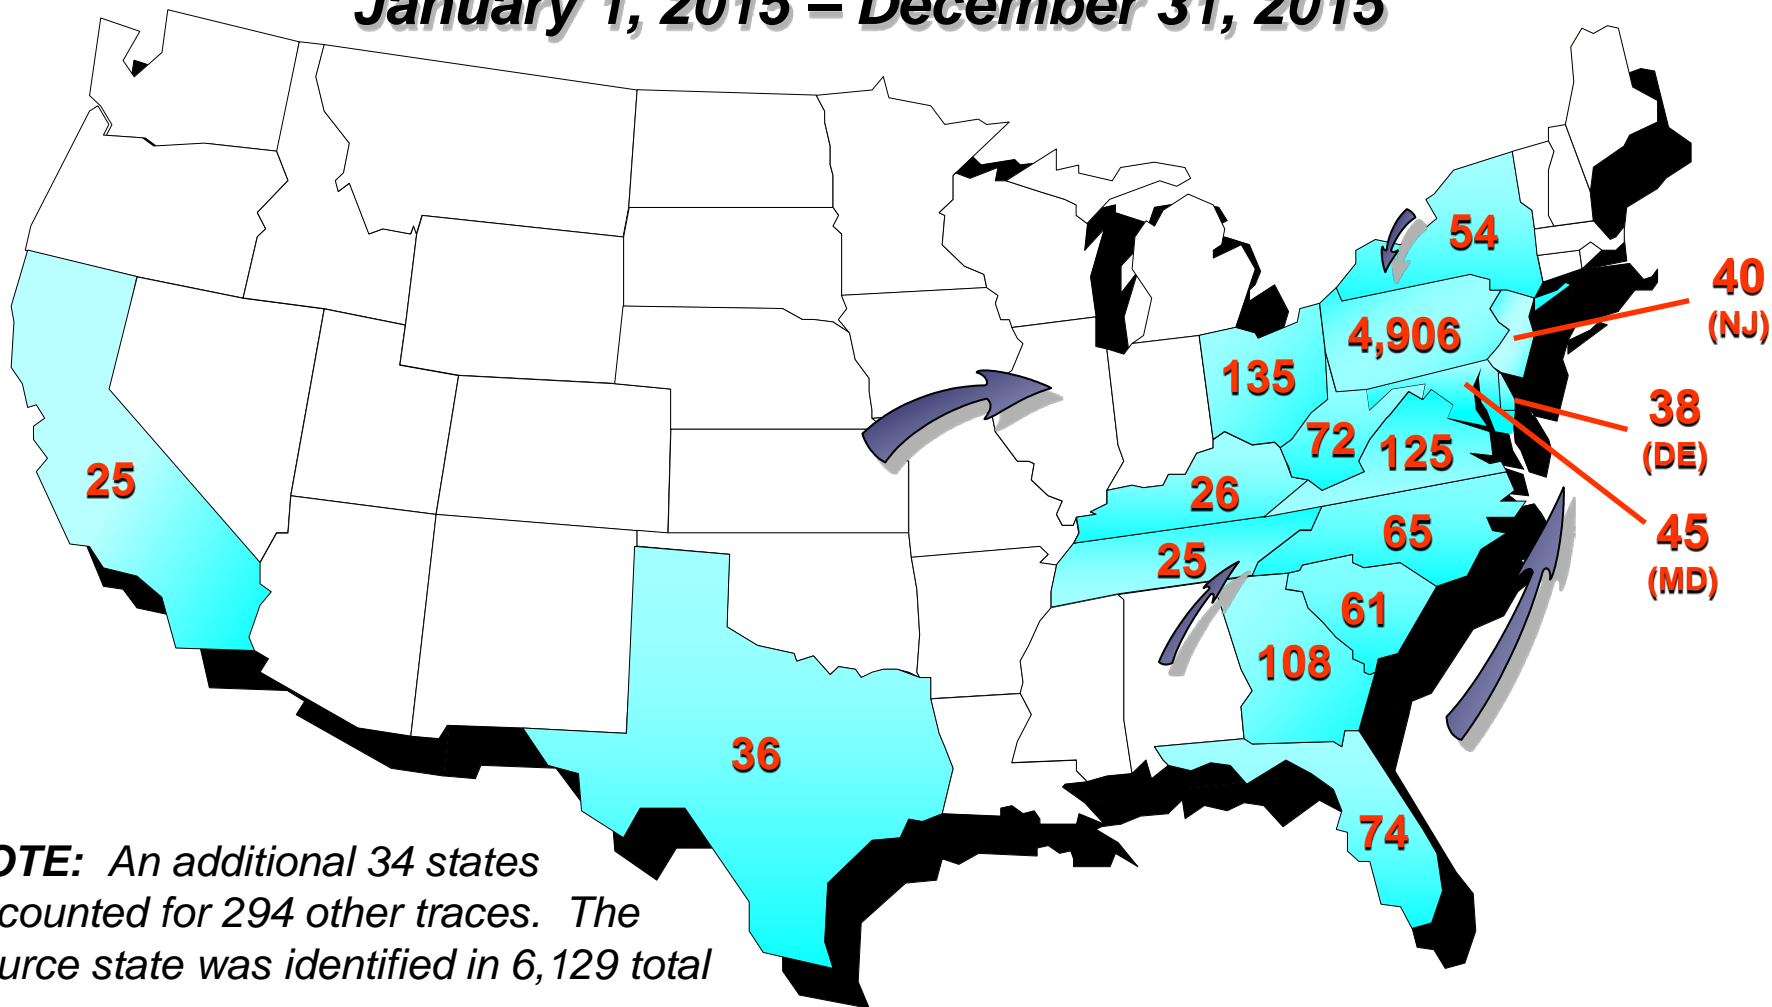 January 1, 2015 – December 31, 2015
54
40
(NJ)
4,906
135
38
(DE)
72
125
25
26
45
(MD)
65
25
61
108
36
74
OTE: An additional 34 states
counted for 294 other traces. The
urce state was identified in 6,129 total